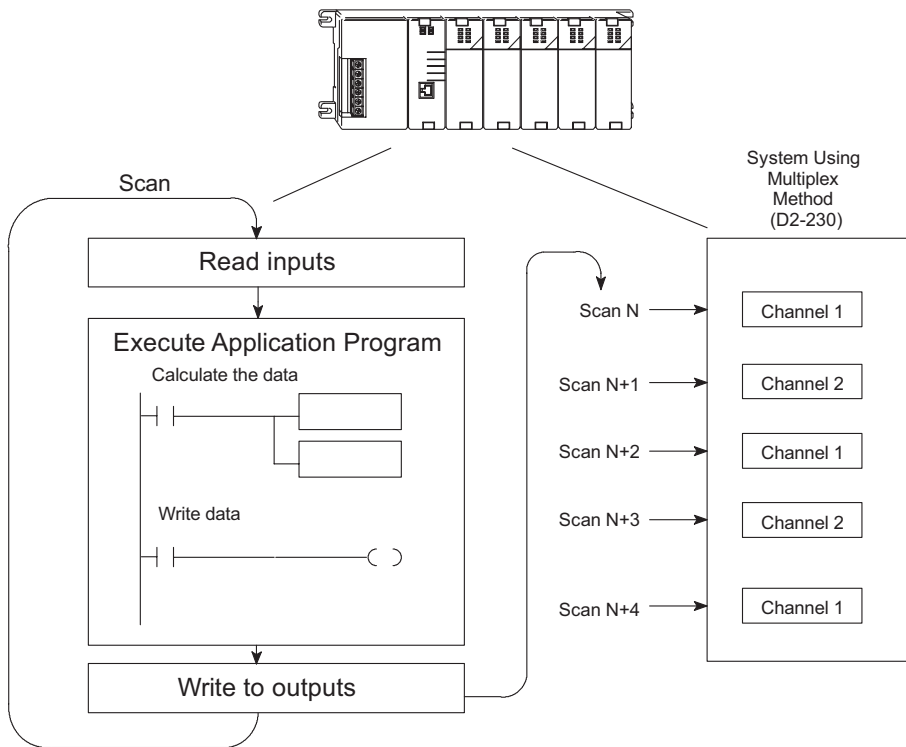 System Using
Multiplex
Method
(D2-230)
Scan
Read inputs
Execute Application Program
Calculate the data
Write data
Write to outputs
Scan N
Channel 1
Scan N+1
Channel 2
Scan N+2
Channel 1
Scan N+3
Channel 2
Scan N+4
Channel 1